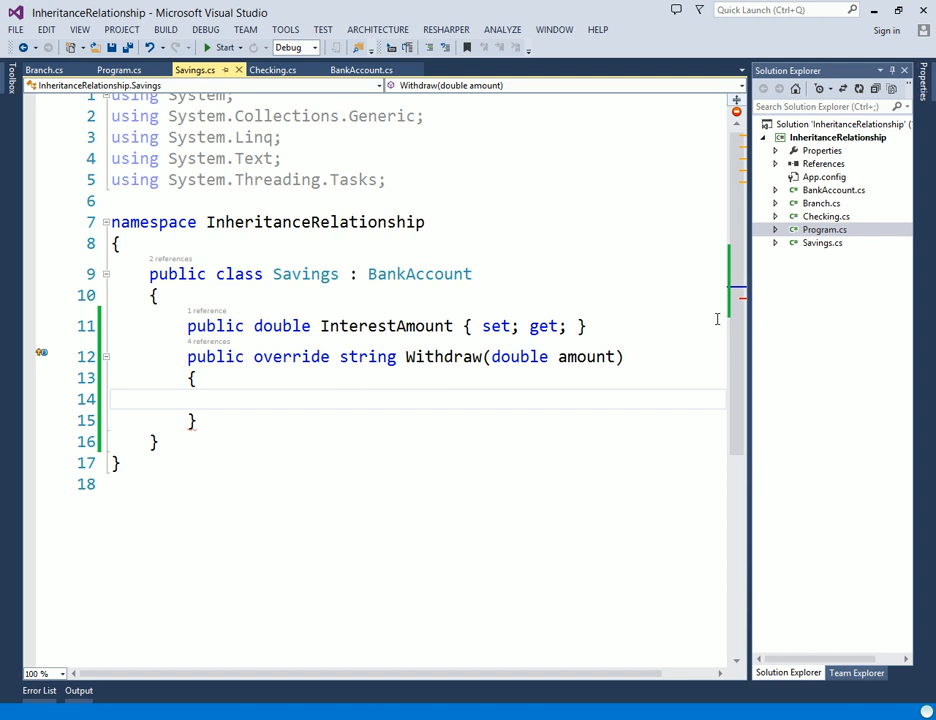 InheritanceRelationship - Microsoft Visual Studio
Quick Launch (Ctrl+Q)
FILE EDIT VIEW PROJECT BUILD DEBUG TEAM TOOLS TEST ARCHITECTURE RESHARPER ANALYZE WINDOW HELP
Sign in
Start Debug
Toolbox
Branch.cs Program.cs Savings.cs Checking.cs BankAccount.cs
InheritanceRelationship.Savings Withdraw(double amount)
1 using System;
2 using System.Collections.Generic;
3 using System.Linq;
4 using System.Text;
5 using System.Threading.Tasks;
6
7 namespace InheritanceRelationship
8 {
2 references
9 public class Savings : BankAccount
10 {
1 reference
11 public double InterestAmount { set; get; }
4 references
12 public override string Withdraw(double amount)
13 {
14
15 }
16 }
17 }
18
100 %
Error List Output
Solution Explorer
Search Solution Explorer (Ctrl+;)
Solution 'InheritanceRelationship' (
InheritanceRelationship
Properties
References
App.config
BankAccount.cs
Branch.cs
Checking.cs
Program.cs
Savings.cs
Solution Explorer Team Explorer
Properties